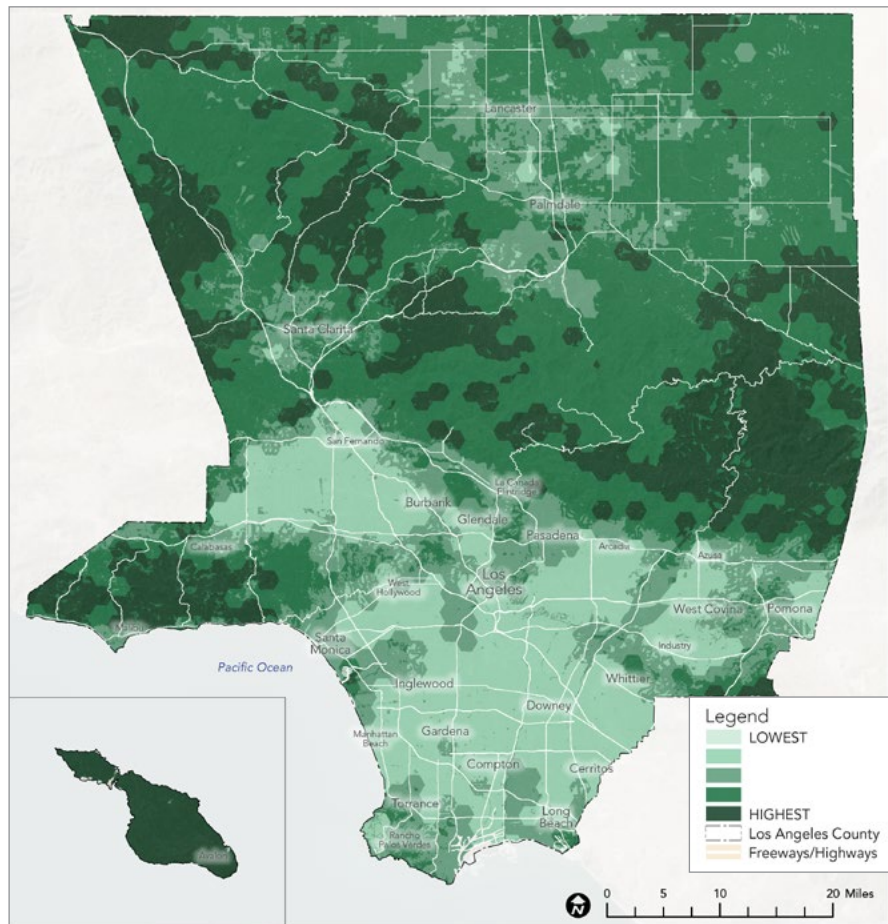 Lancaster
Palmdale
Santa Clarita
San Fernando
La Cañada
Flintridge
Burbank
Glendale
Pasadena
Arcadia
Azusa
Calabasas
West
Hollywood
Los
Angeles
West Covina
Pomona
Malibu
Santa
Monica
Industry
Pacific Ocean
Inglewood
Whittier
Downey
Manhattan
Beach
Gardena
Compton
Cerritos
Torrance
Long
Beach
Rancho
Palos Verdes
Avalon
Legend
LOWEST
HIGHEST
Los Angeles County
Freeways/Highways
N
0 5 10 20 Miles